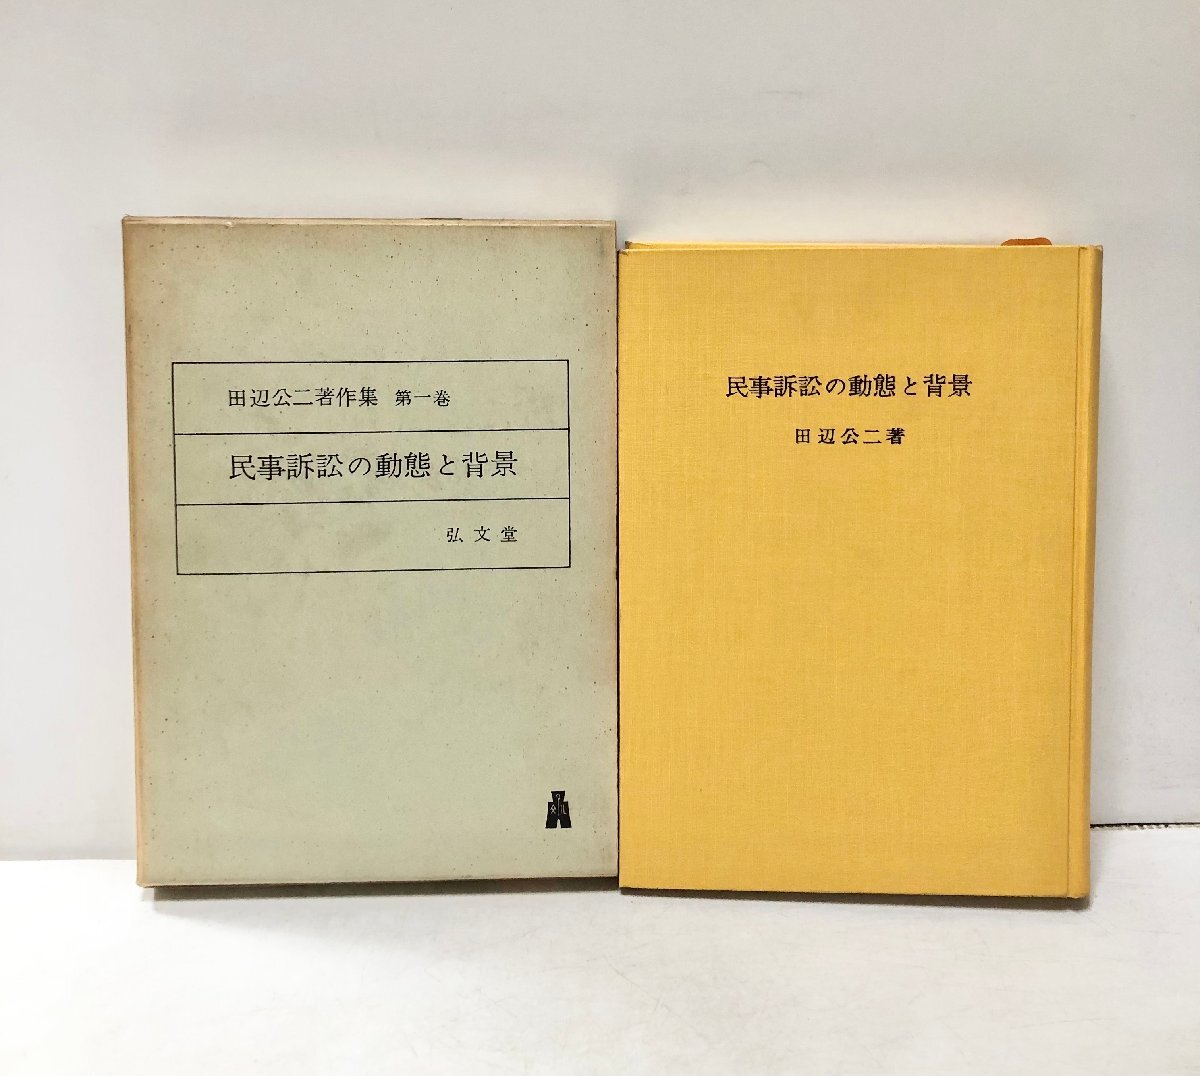 田辺公二著作集 第一巻
民事訴訟の動態と背景
弘文堂
民事訴訟の動態と背景
田辺公二著